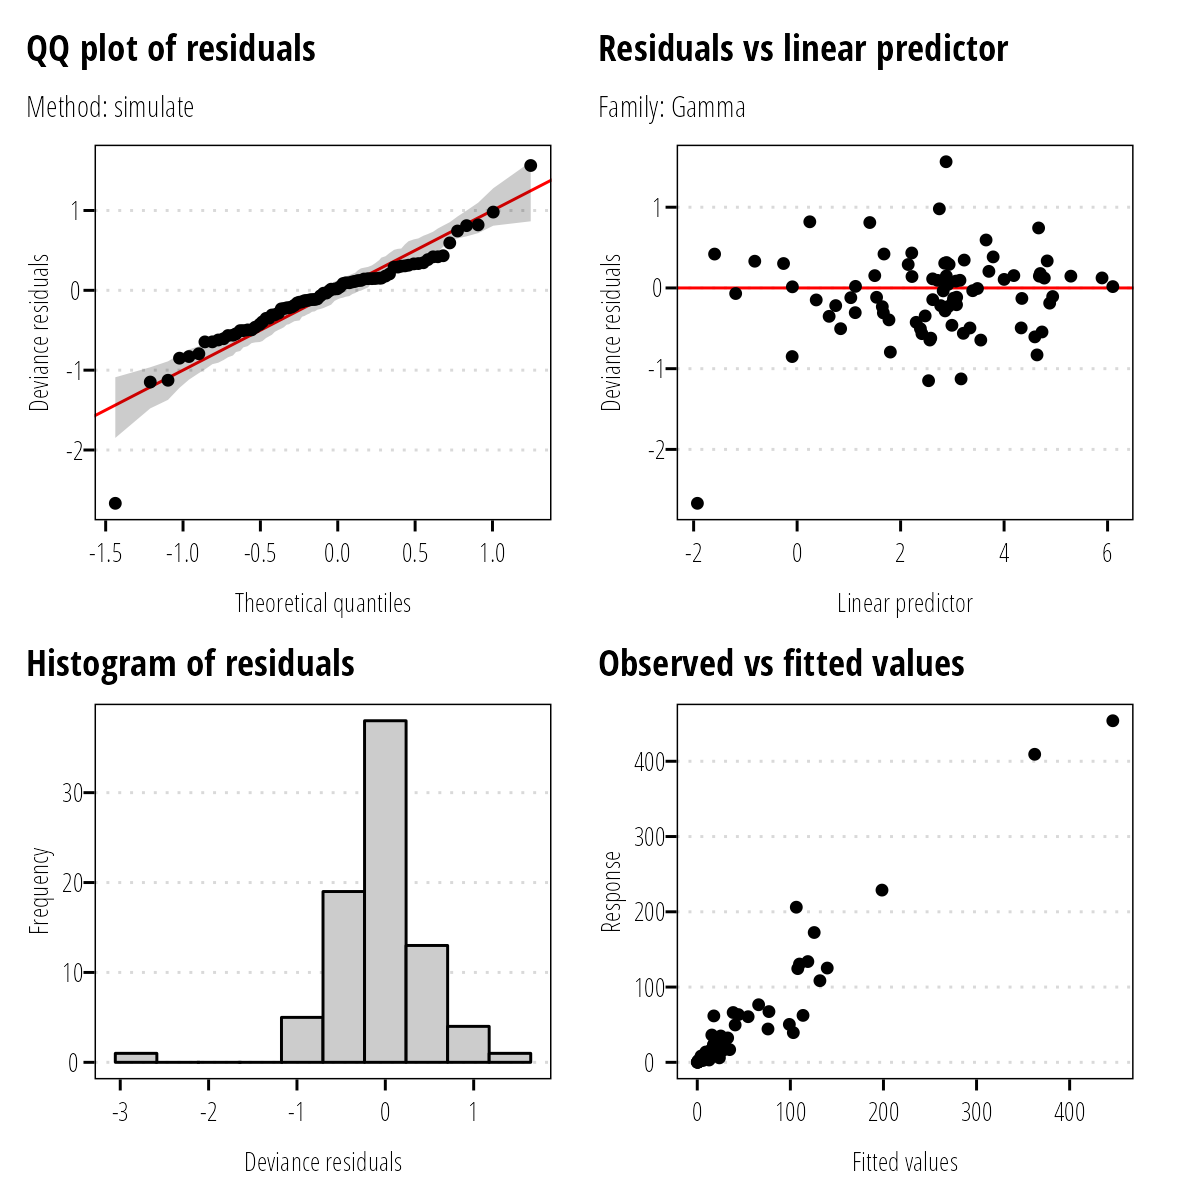 QQ plot of residuals
Method: simulate
Deviance residuals
1
0
-1
-2
-1.5 -1.0 -0.5 0.0 0.5 1.0
Theoretical quantiles
Residuals vs linear predictor
Family: Gamma
Deviance residuals
1
0
-1
-2
-2 0 2 4 6
Linear predictor
Histogram of residuals
Frequency
30
20
10
0
-3 -2 -1 0 1
Deviance residuals
Observed vs fitted values
Response
400
300
200
100
0
0 100 200 300 400
Fitted values